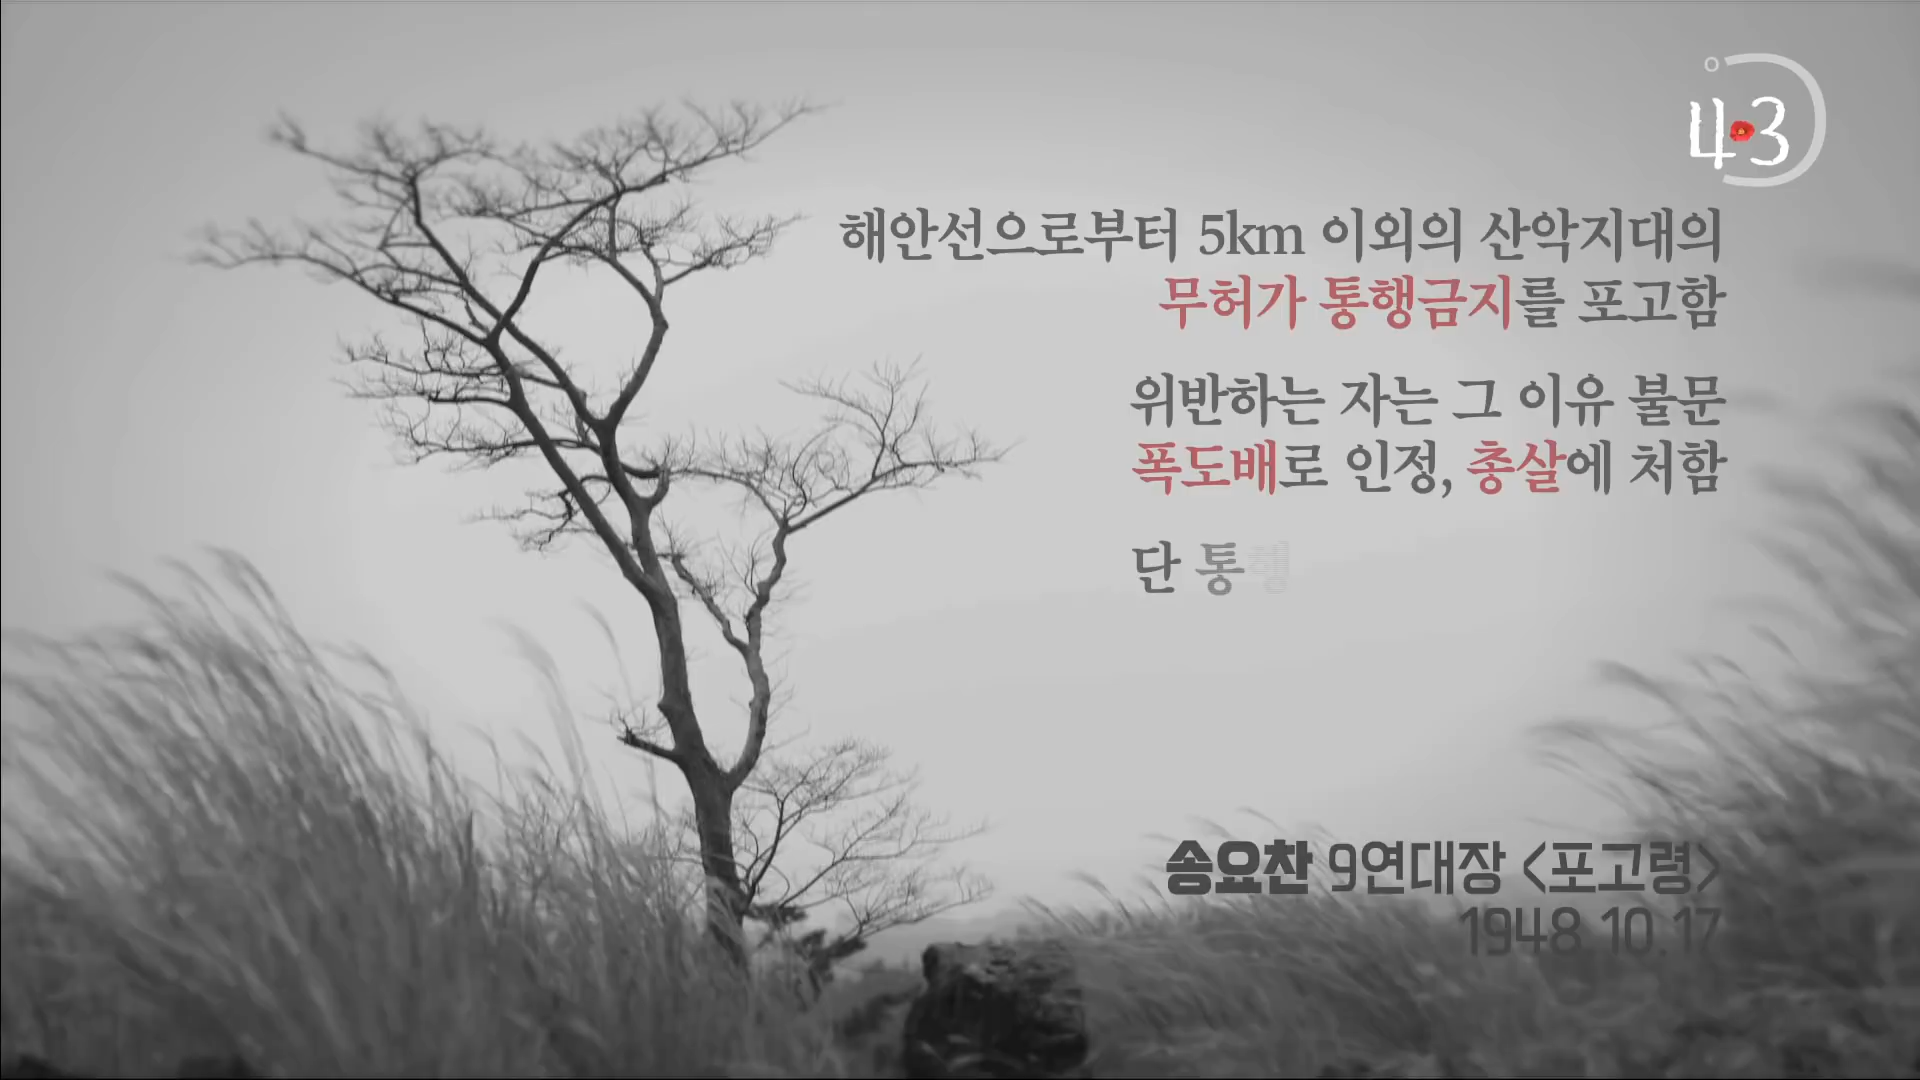 4 3
해안선으로부터 5km 이외의 산악지대의
무허가 통행금지를 포고함
위반하는 자는 그 이유 불문
폭도배로 인정, 총살에 처함
단 통행
송요찬 9연대장 <포고령>
1948.10.17